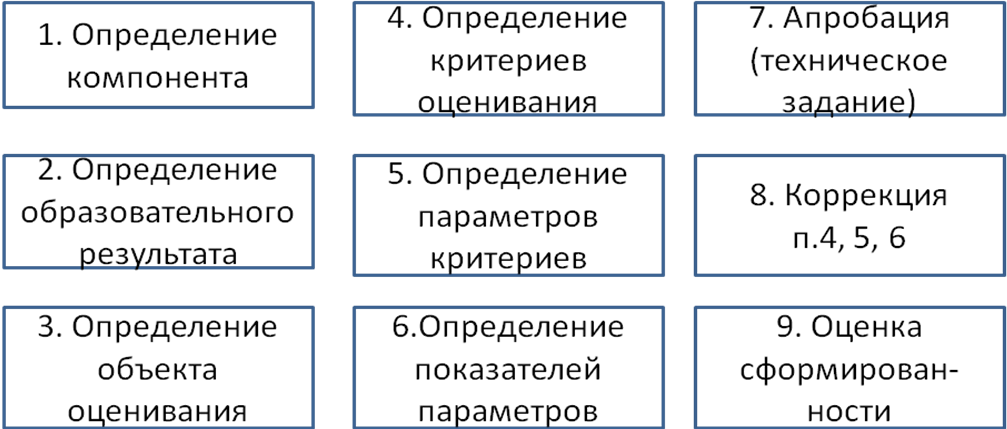 1. Определение
компонента
2. Определение
образовательного
результата
3. Определение
объекта
оценивания
4. Определение
критериев
оценивания
5. Определение
параметров
критериев
6.Определение
показателей
параметров
7. Апробация
(техническое
задание)
8. Коррекция
п.4, 5, 6
9. Оценка
сформирован-
ности